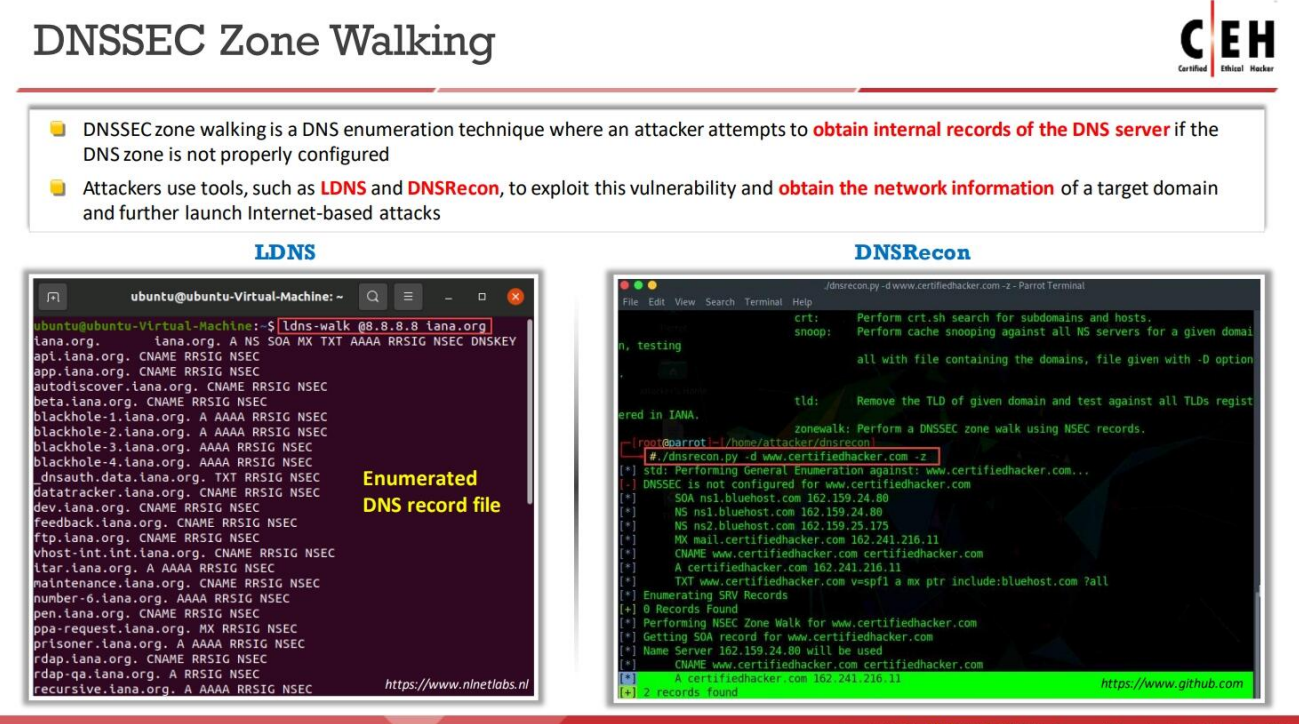 DNSSEC Zone Walking
CEH
Certified Ethical Hacker
DNSSEC zone walking is a DNS enumeration technique where an attacker attempts to obtain internal records of the DNS server if the
DNS zone is not properly configured
Attackers use tools, such as LDNS and DNSRecon, to exploit this vulnerability and obtain the network information of a target domain
and further launch Internet-based attacks
LDNS
ubuntu@ubuntu-Virtual-Machine: ~
ubuntu@ubuntu-Virtual-Machine:~$ ldns-walk @8.8.8.8 iana.org
iana.org. iana.org. A NS SOA MX TXT AAAA RRSIG NSEC DNSKEY
api.iana.org. CNAME RRSIG NSEC
app.iana.org. CNAME RRSIG NSEC
autodiscover.iana.org. CNAME RRSIG NSEC
beta.iana.org. CNAME RRSIG NSEC
blackhole-1.iana.org. A AAAA RRSIG NSEC
blackhole-2.iana.org. A AAAA RRSIG NSEC
blackhole-3.iana.org. AAAA RRSIG NSEC
blackhole-4.iana.org. AAAA RRSIG NSEC
_dnsauth.data.iana.org. TXT RRSIG NSEC
datatracker.iana.org. CNAME RRSIG NSEC
dev.iana.org. CNAME RRSIG NSEC
feedback.iana.org. CNAME RRSIG NSEC
ftp.iana.org. CNAME RRSIG NSEC
vhost-int.int.iana.org. CNAME RRSIG NSEC
itar.iana.org. A AAAA RRSIG NSEC
maintenance.iana.org. CNAME RRSIG NSEC
number-6.iana.org. AAAA RRSIG NSEC
pen.iana.org. CNAME RRSIG NSEC
ppa-request.iana.org. MX RRSIG NSEC
prisoner.iana.org. A AAAA RRSIG NSEC
rdap.iana.org. CNAME RRSIG NSEC
rdap-qa.iana.org. A RRSIG NSEC
recursive.iana.org. A AAAA RRSIG NSEC
Enumerated
DNS record file
https://www.nlnetlabs.nl
DNSRecon
./dnsrecon.py -d www.certifiedhacker.com -z - Parrot Terminal
File Edit View Search Terminal Help
crt: Perform crt.sh search for subdomains and hosts.
snoop: Perform cache snooping against all NS servers for a given domai
n, testing
all with file containing the domains, file given with -D option
.
tld: Remove the TLD of given domain and test against all TLDs regist
ered in IANA.
zonewalk: Perform a DNSSEC zone walk using NSEC records.
[root@parrot]─[/home/attacker/dnsrecon]
#./dnsrecon.py -d www.certifiedhacker.com -z
[*] std: Performing General Enumeration against: www.certifiedhacker.com...
[-] DNSSEC is not configured for www.certifiedhacker.com
[*] SOA ns1.bluehost.com 162.159.24.80
[*] NS ns1.bluehost.com 162.159.24.80
[*] NS ns2.bluehost.com 162.159.25.175
[*] MX mail.certifiedhacker.com 162.241.216.11
[*] CNAME www.certifiedhacker.com certifiedhacker.com
[*] A certifiedhacker.com 162.241.216.11
[*] TXT www.certifiedhacker.com v=spf1 a mx ptr include:bluehost.com ?all
[*] Enumerating SRV Records
[+] 0 Records Found
[*] Performing NSEC Zone Walk for www.certifiedhacker.com
[*] Getting SOA record for www.certifiedhacker.com
[*] Name Server 162.159.24.80 will be used
[*] CNAME www.certifiedhacker.com certifiedhacker.com
[*] A certifiedhacker.com 162.241.216.11
[+] 2 records found
https://www.github.com